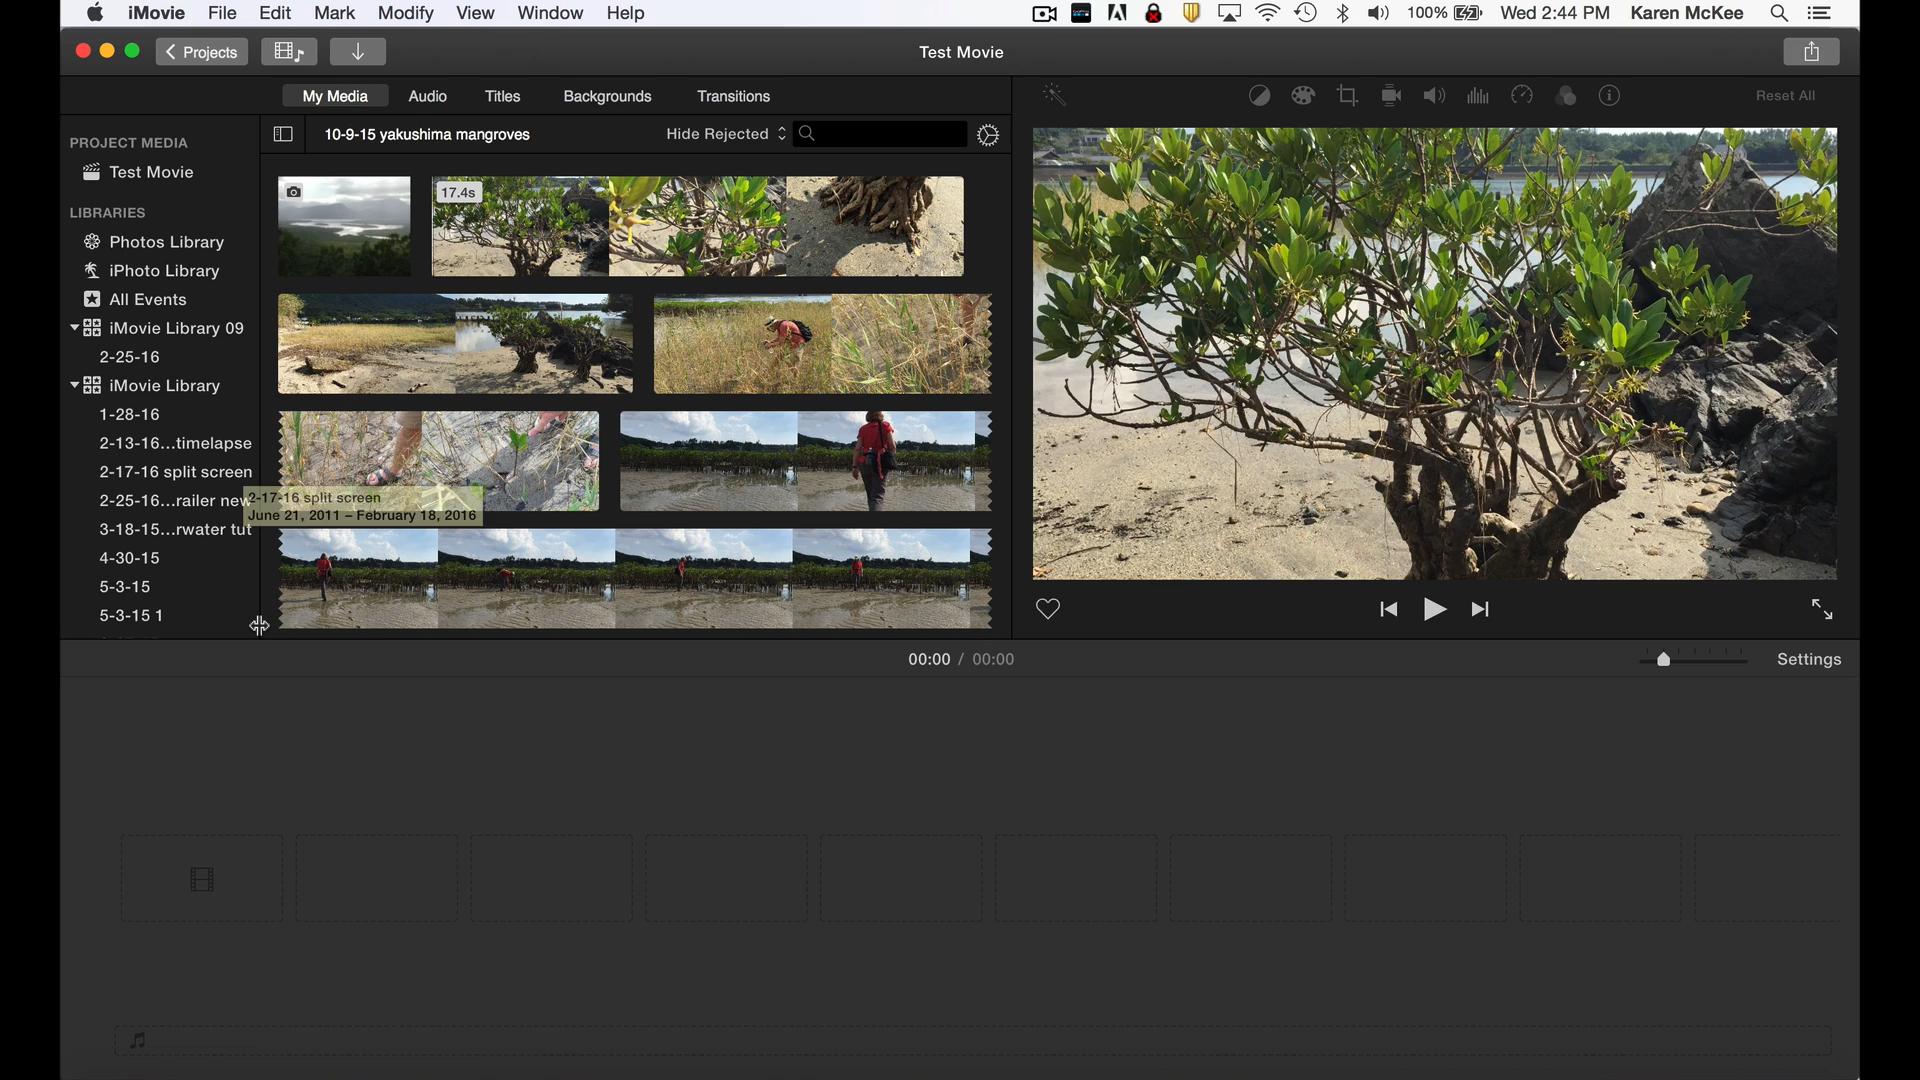 iMovie File Edit Mark Modify View Window Help 100% Wed 2:44 PM Karen McKee
Projects Test Movie
My Media Audio Titles Backgrounds Transitions Reset All
PROJECT MEDIA
Test Movie
LIBRARIES
Photos Library
iPhoto Library
All Events
iMovie Library 09
2-25-16
iMovie Library
1-28-16
2-13-16...timelapse
2-17-16 split screen
2-25-16...railer new
3-18-15...rwater tut
4-30-15
5-3-15
5-3-15 1
10-9-15 yakushima mangroves Hide Rejected
17.4s
2-17-16 split screen
June 21, 2011 – February 18, 2016
00:00 / 00:00 Settings